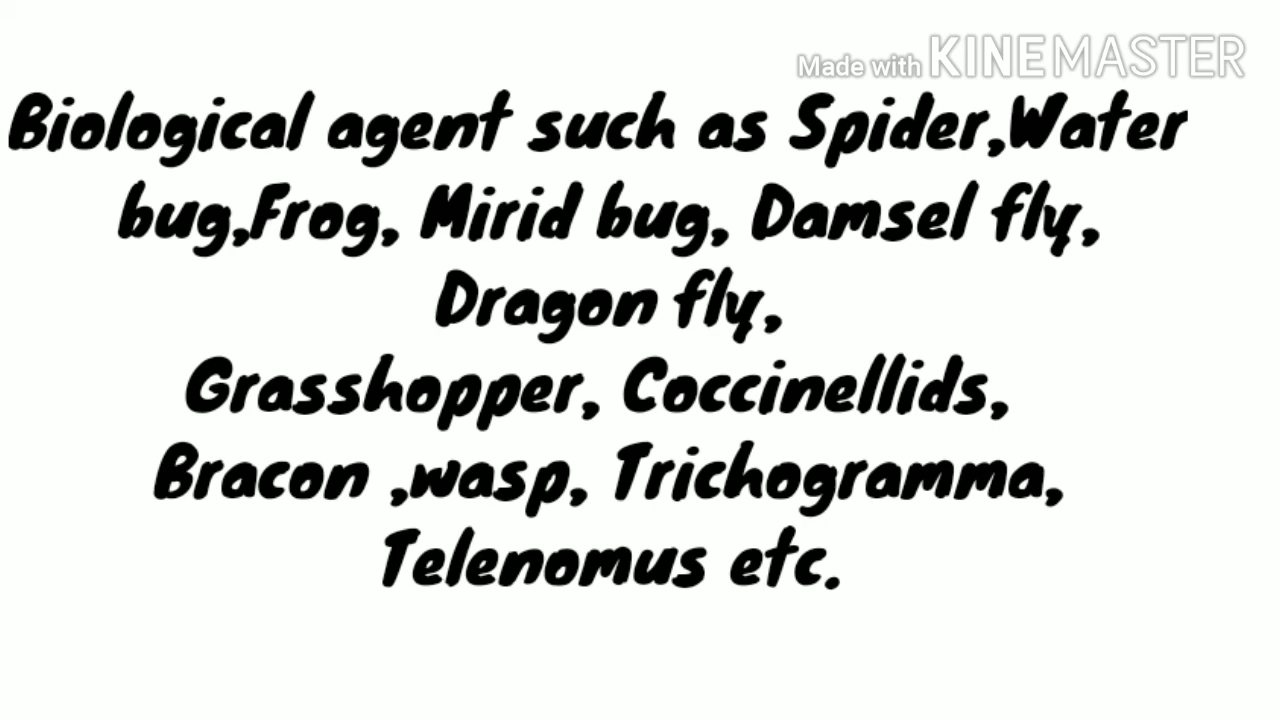 Made with KINEMASTER
Biological agent such as Spider,Water
bug,Frog, Mirid bug, Damsel fly,
Dragon fly,
Grasshopper, Coccinellids,
Bracon ,wasp, Trichogramma,
Telenomus etc.